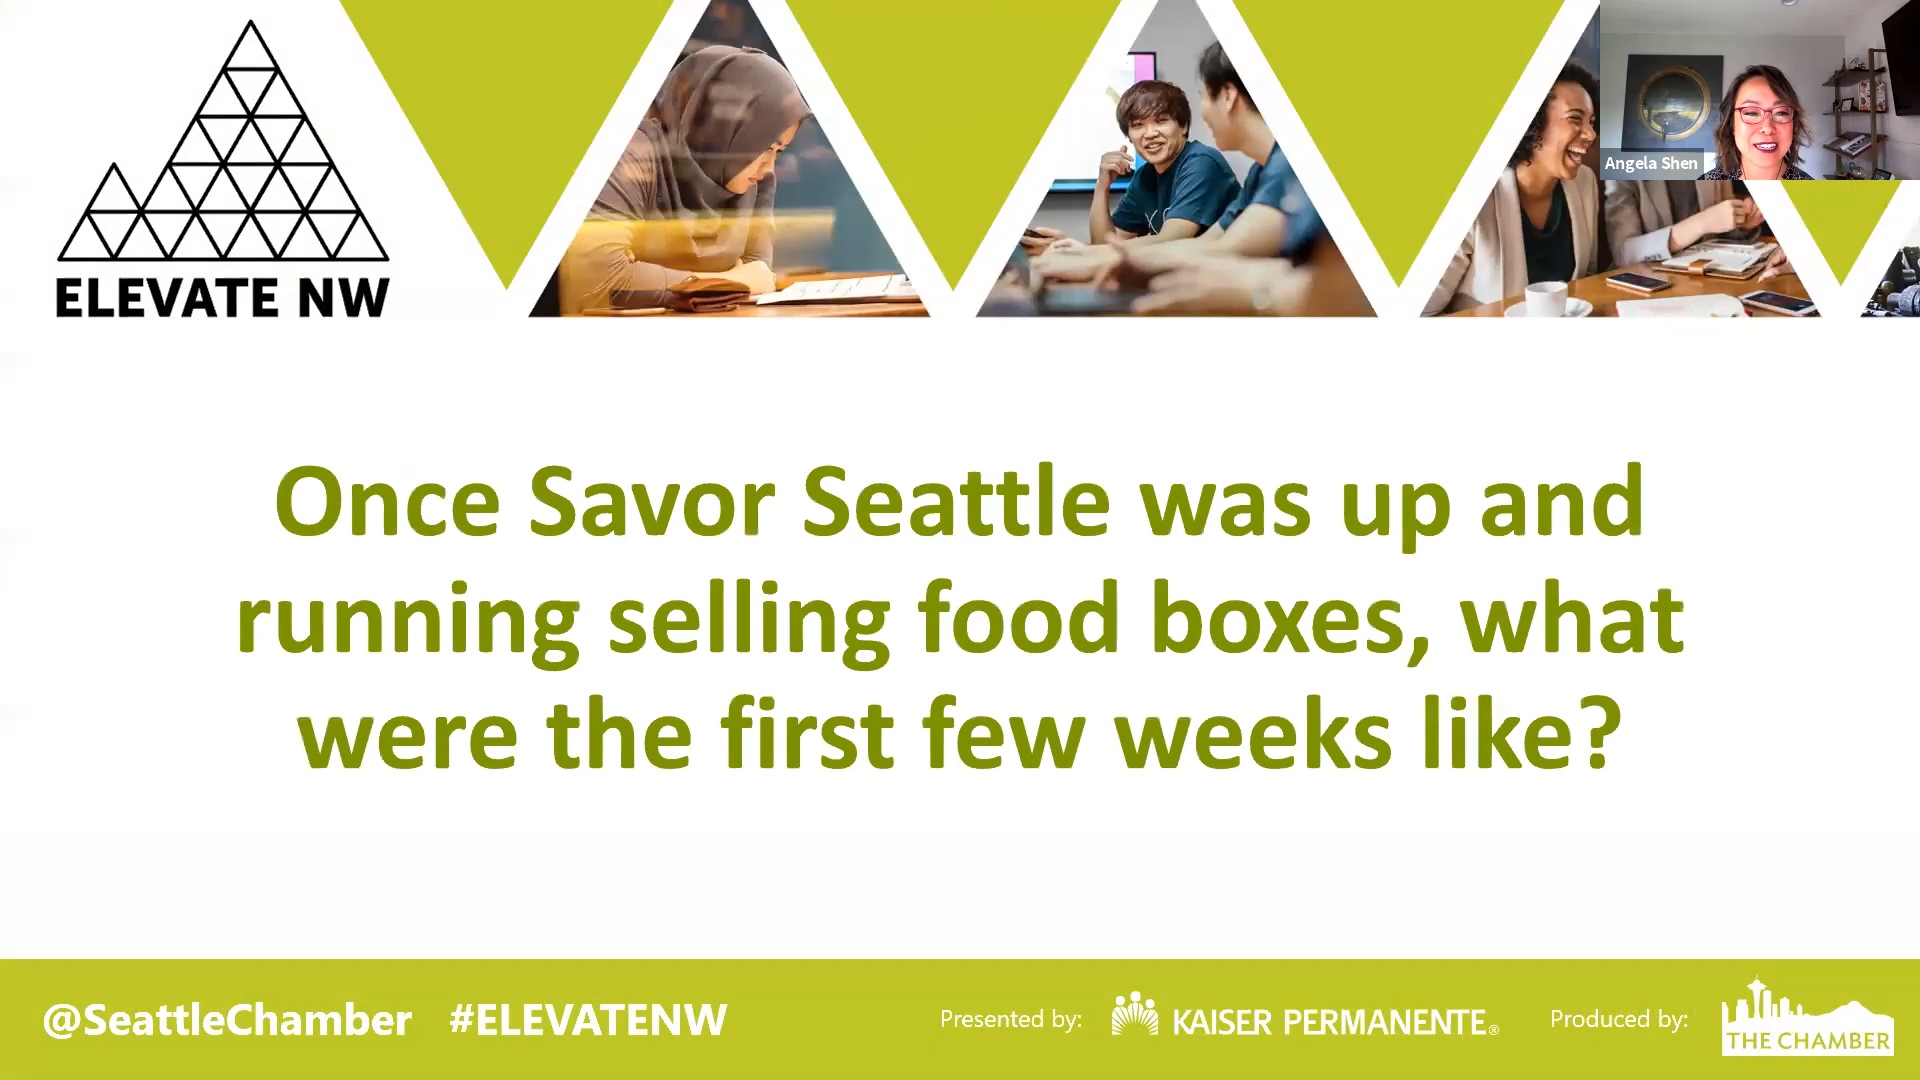 ELEVATE NW
Angela Shen
Once Savor Seattle was up and
running selling food boxes, what
were the first few weeks like?
@SeattleChamber #ELEVATENW
Presented by: KAISER PERMANENTE® Produced by: THE CHAMBER